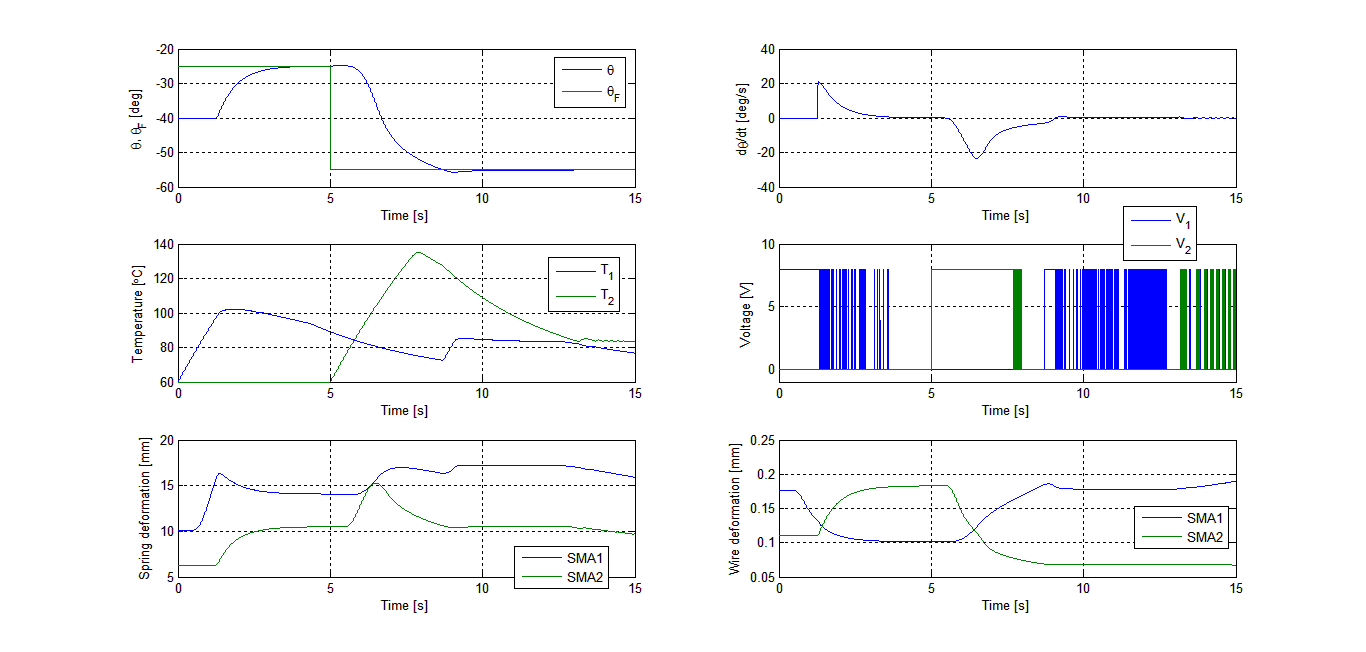 -20
-30
-40
-50
-60
θ, θF [deg]
θ
θF
0 5 10 15
Time [s]
40
20
0
-20
-40
dθ/dt [deg/s]
0 5 10 15
Time [s]
140
120
100
80
60
Temperature [ºC]
T1
T2
0 5 10 15
Time [s]
V1
V2
10
5
0
Voltage [V]
0 5 10 15
Time [s]
20
15
10
5
Spring deformation [mm]
SMA1
SMA2
0 5 10 15
Time [s]
0.25
0.2
0.15
0.1
0.05
Wire deformation [mm]
SMA1
SMA2
0 5 10 15
Time [s]